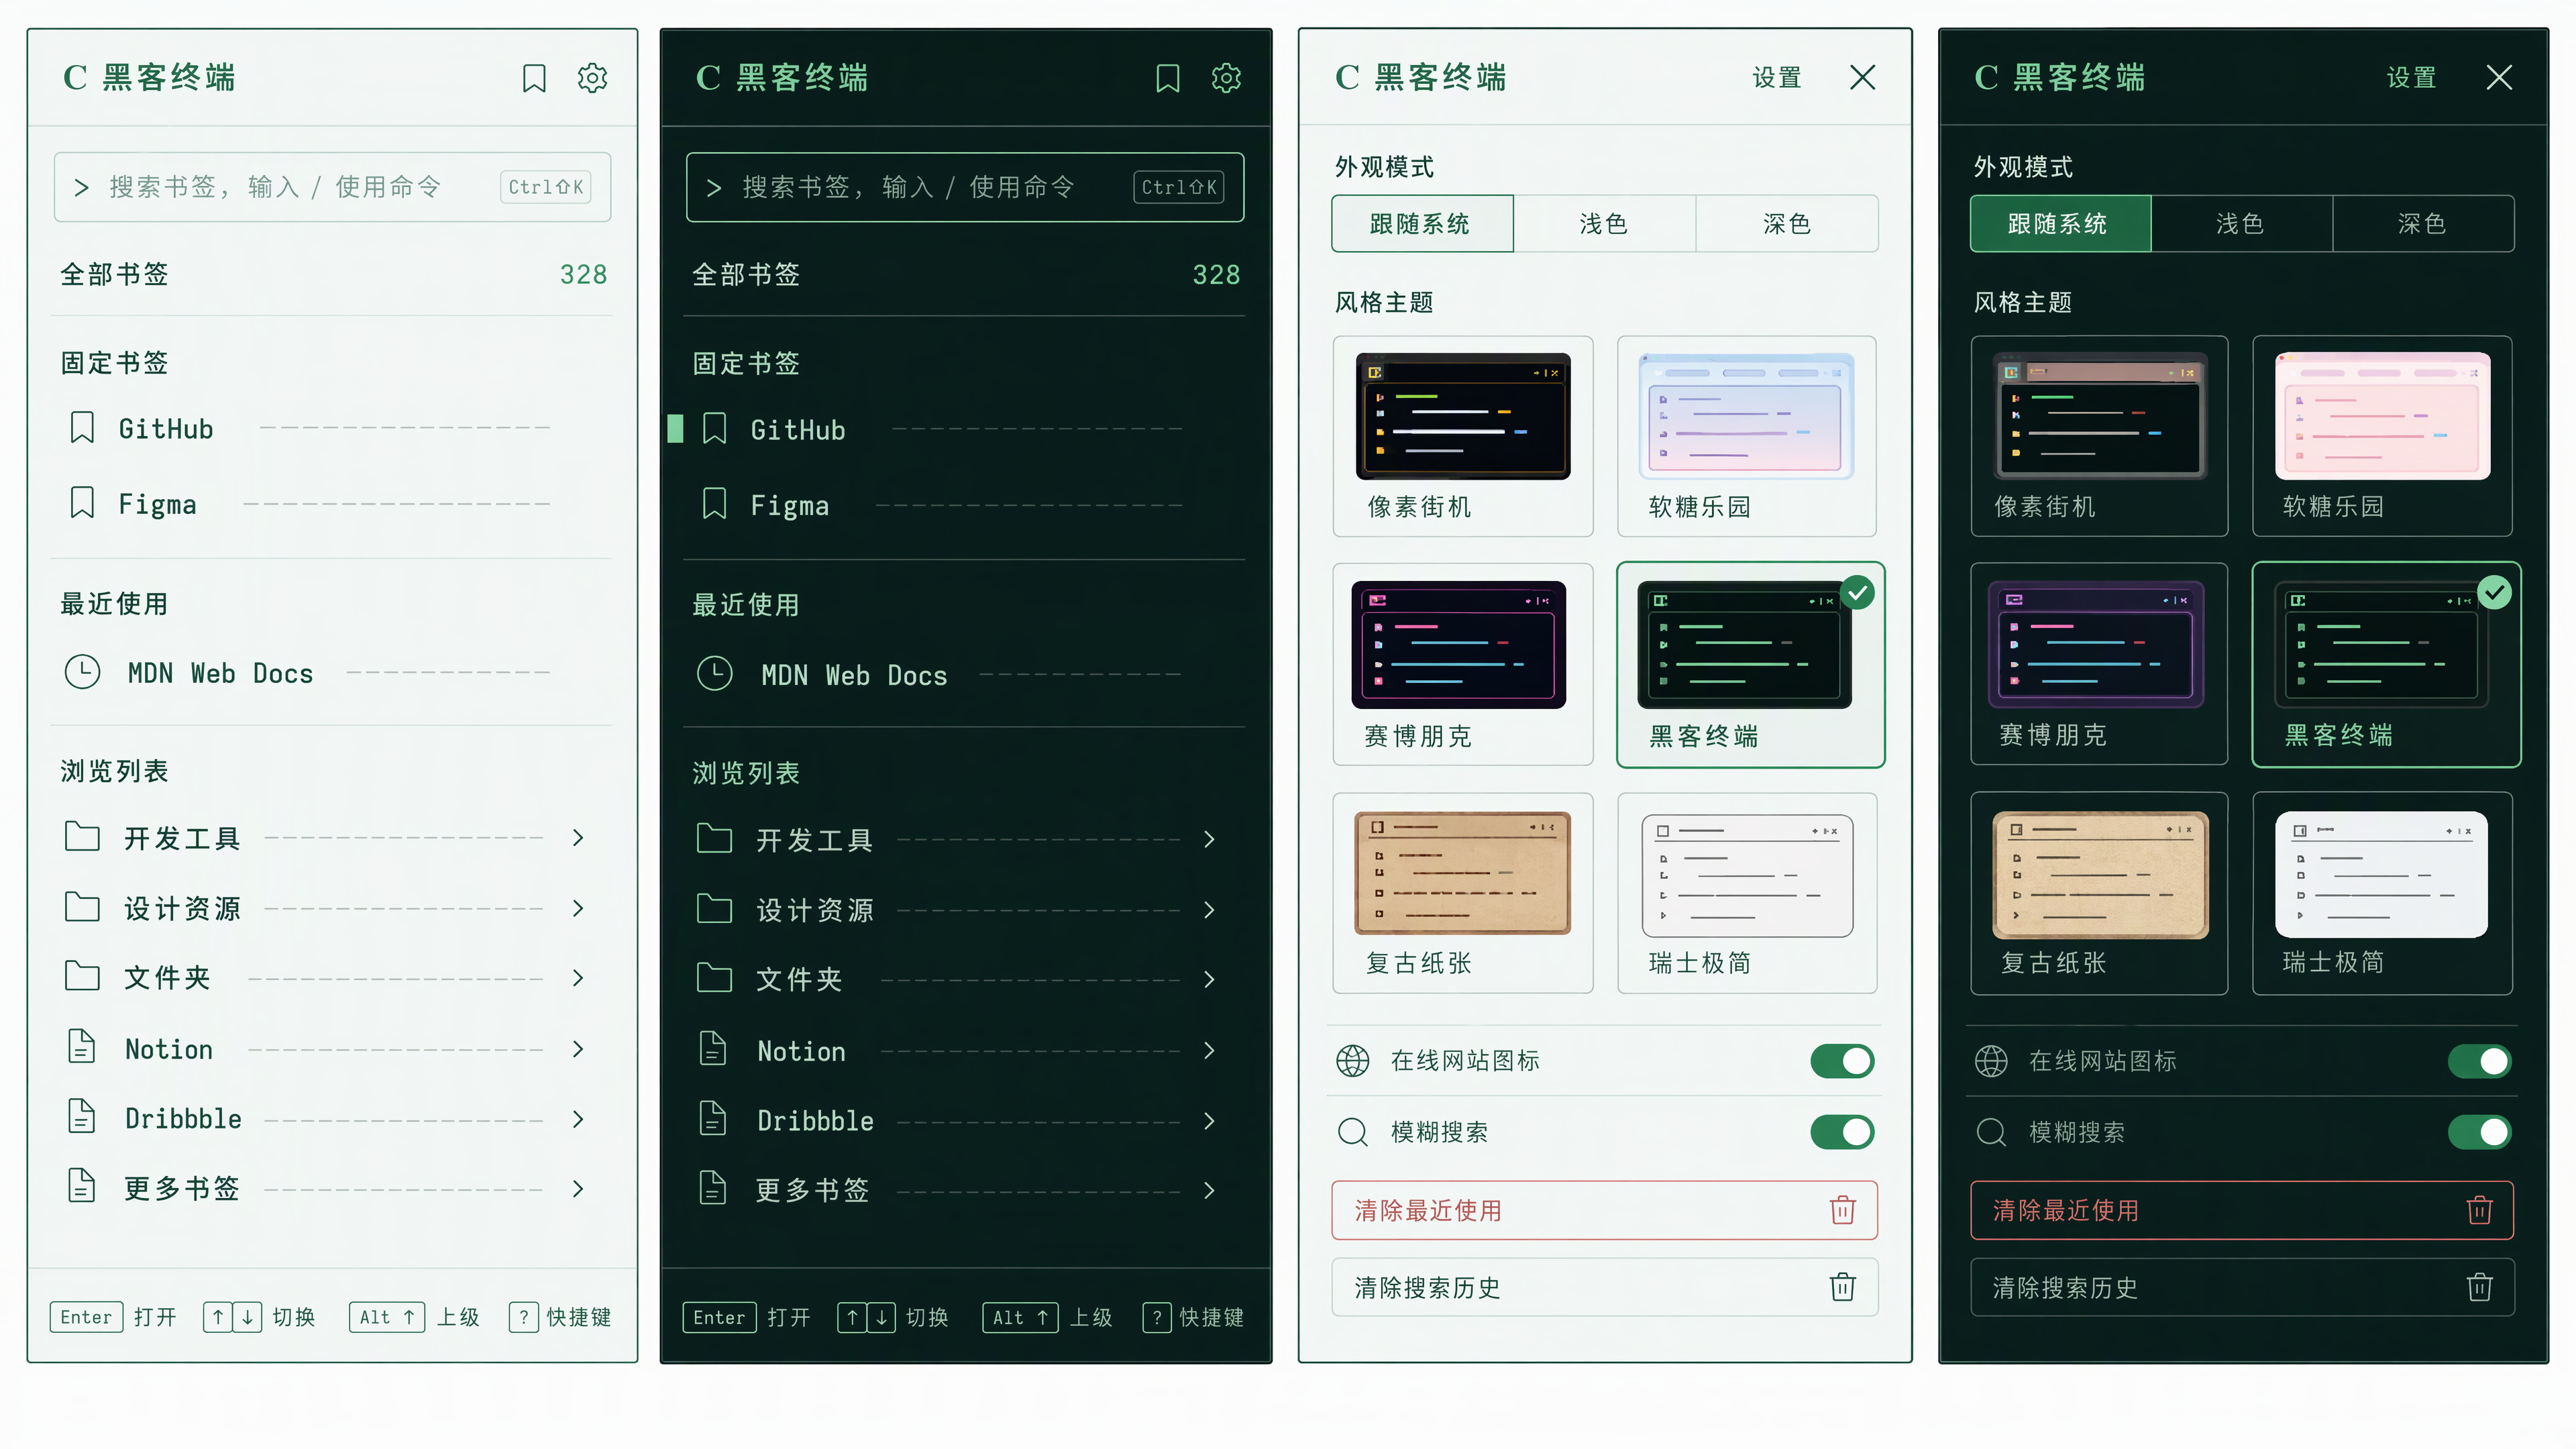 C 黑客终端
> 搜索书签，输入 / 使用命令 Ctrl⇧K
全部书签 328
固定书签
GitHub
Figma
最近使用
MDN Web Docs
浏览列表
开发工具
设计资源
文件夹
Notion
Dribbble
更多书签
Enter 打开 ↑ ↓ 切换 Alt ↑ 上级 ? 快捷键
C 黑客终端
> 搜索书签，输入 / 使用命令 Ctrl⇧K
全部书签 328
固定书签
GitHub
Figma
最近使用
MDN Web Docs
浏览列表
开发工具
设计资源
文件夹
Notion
Dribbble
更多书签
Enter 打开 ↑ ↓ 切换 Alt ↑ 上级 ? 快捷键
C 黑客终端 设置
外观模式
跟随系统 浅色 深色
风格主题
像素街机 软糖乐园
赛博朋克 黑客终端
复古纸张 瑞士极简
在线网站图标
模糊搜索
清除最近使用
清除搜索历史
C 黑客终端 设置
外观模式
跟随系统 浅色 深色
风格主题
像素街机 软糖乐园
赛博朋克 黑客终端
复古纸张 瑞士极简
在线网站图标
模糊搜索
清除最近使用
清除搜索历史